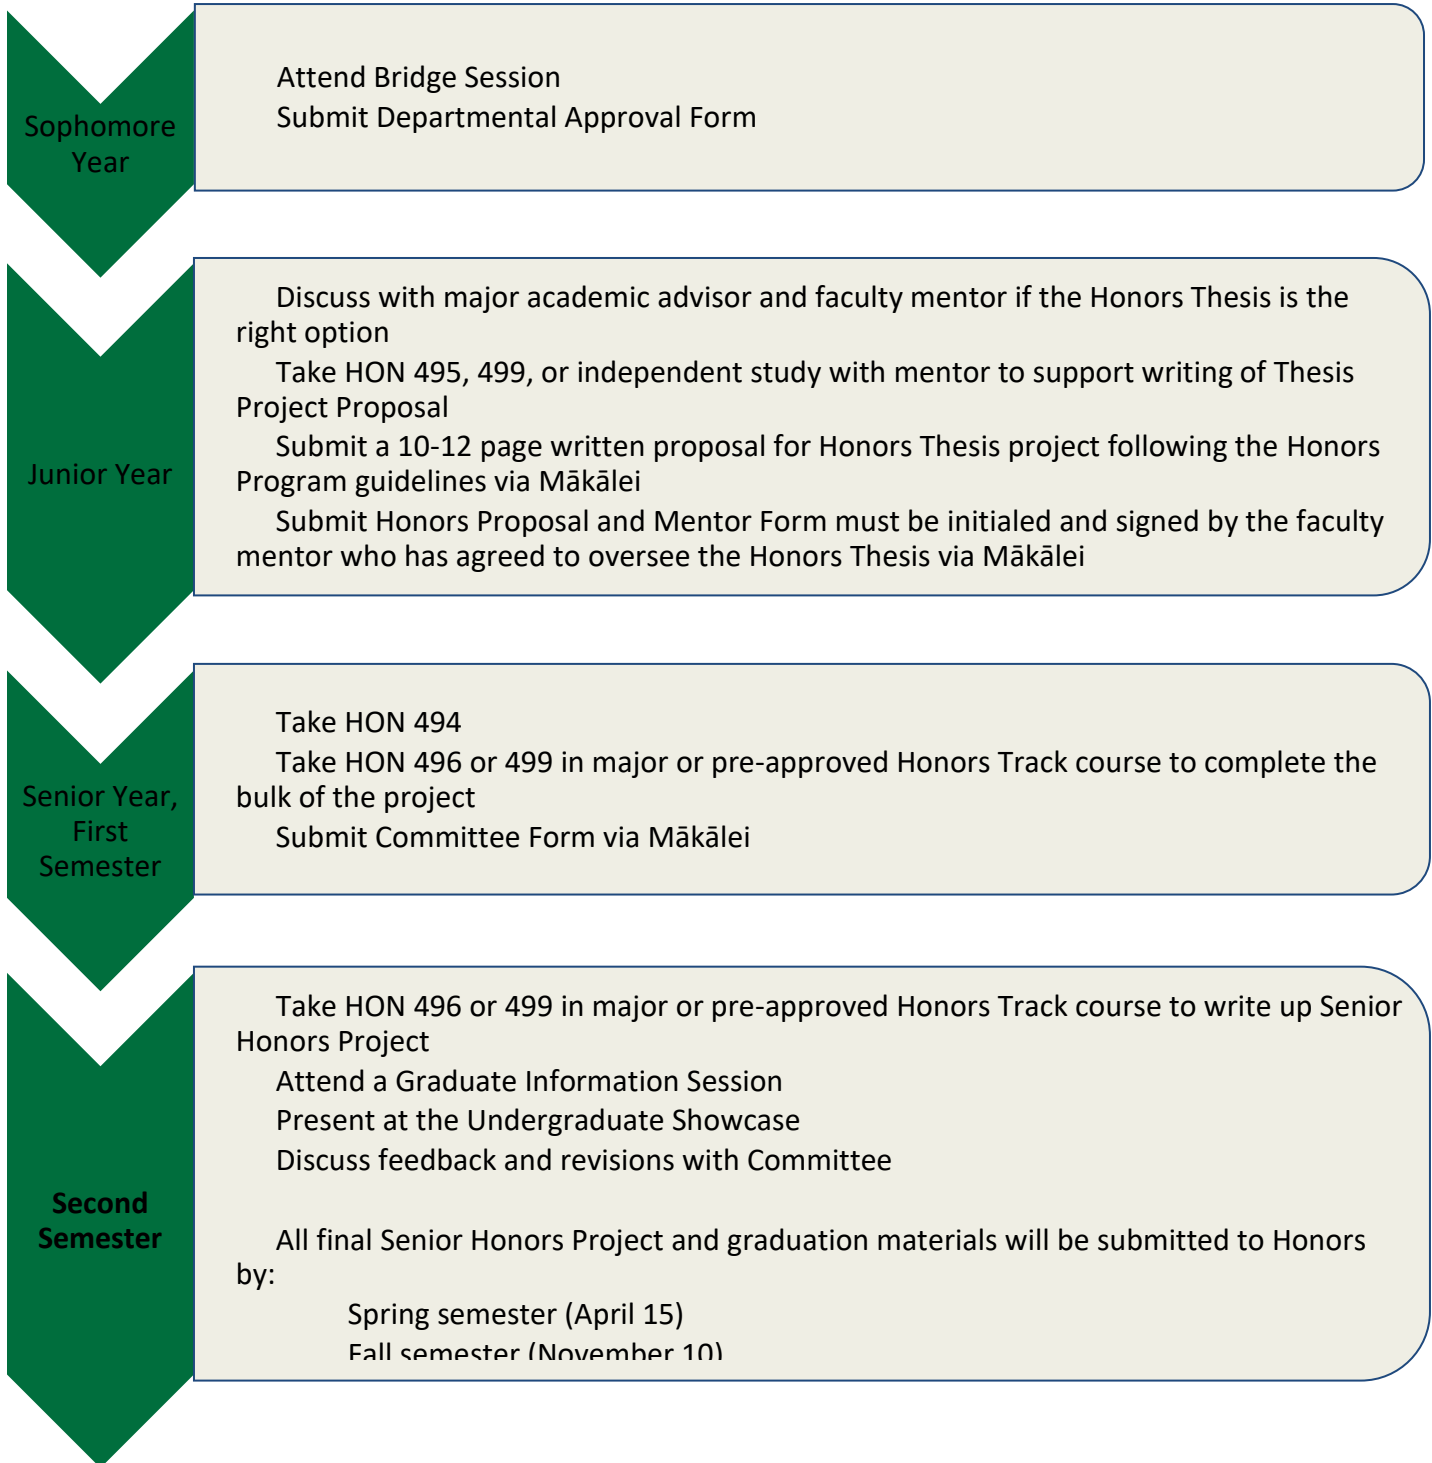 Sophomore
Year
Attend Bridge Session
Submit Departmental Approval Form
Junior Year
Discuss with major academic advisor and faculty mentor if the Honors Thesis is the
right option
Take HON 495, 499, or independent study with mentor to support writing of Thesis
Project Proposal
Submit a 10-12 page written proposal for Honors Thesis project following the Honors
Program guidelines via Mākālei
Submit Honors Proposal and Mentor Form must be initialed and signed by the faculty
mentor who has agreed to oversee the Honors Thesis via Mākālei
Senior Year,
First
Semester
Take HON 494
Take HON 496 or 499 in major or pre-approved Honors Track course to complete the
bulk of the project
Submit Committee Form via Mākālei
Second
Semester
Take HON 496 or 499 in major or pre-approved Honors Track course to write up Senior
Honors Project
Attend a Graduate Information Session
Present at the Undergraduate Showcase
Discuss feedback and revisions with Committee
All final Senior Honors Project and graduation materials will be submitted to Honors
by:
Spring semester (April 15)
Fall semester (November 10)